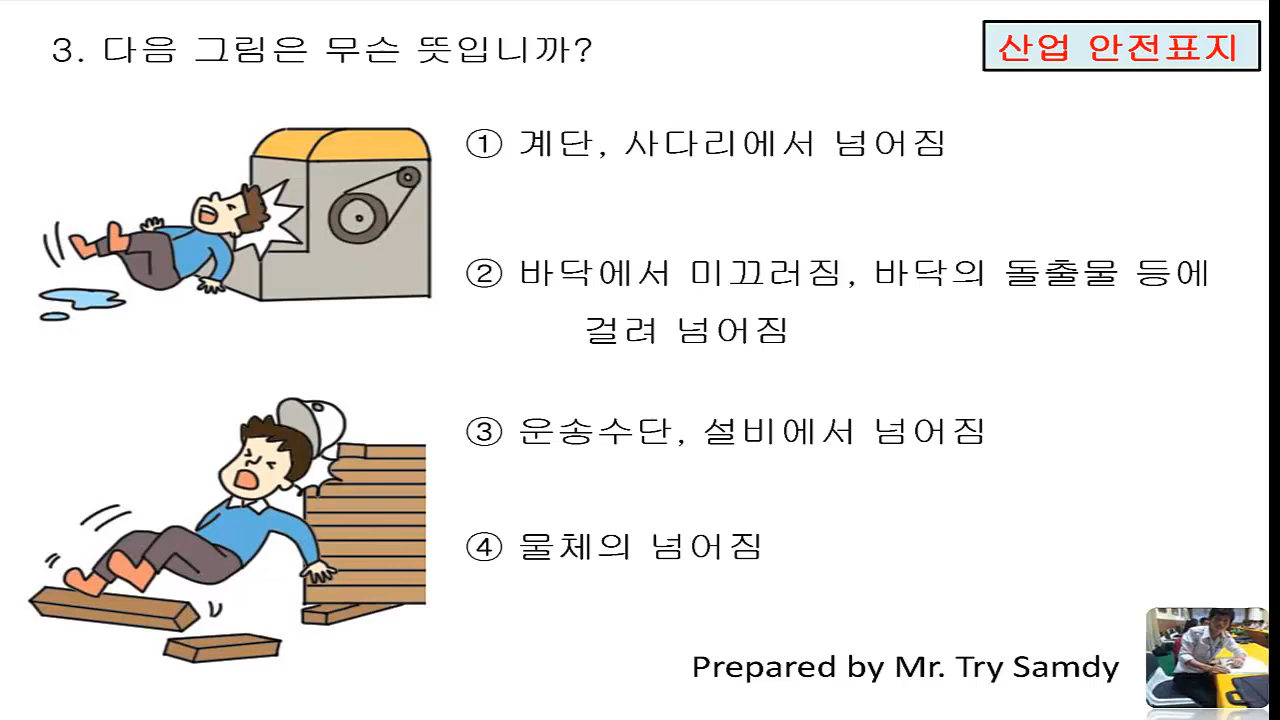 3. 다음 그림은 무슨 뜻입니까?
산업 안전표지
① 계단, 사다리에서 넘어짐
② 바닥에서 미끄러짐, 바닥의 돌출물 등에
걸려 넘어짐
③ 운송수단, 설비에서 넘어짐
④ 물체의 넘어짐
Prepared by Mr. Try Samdy